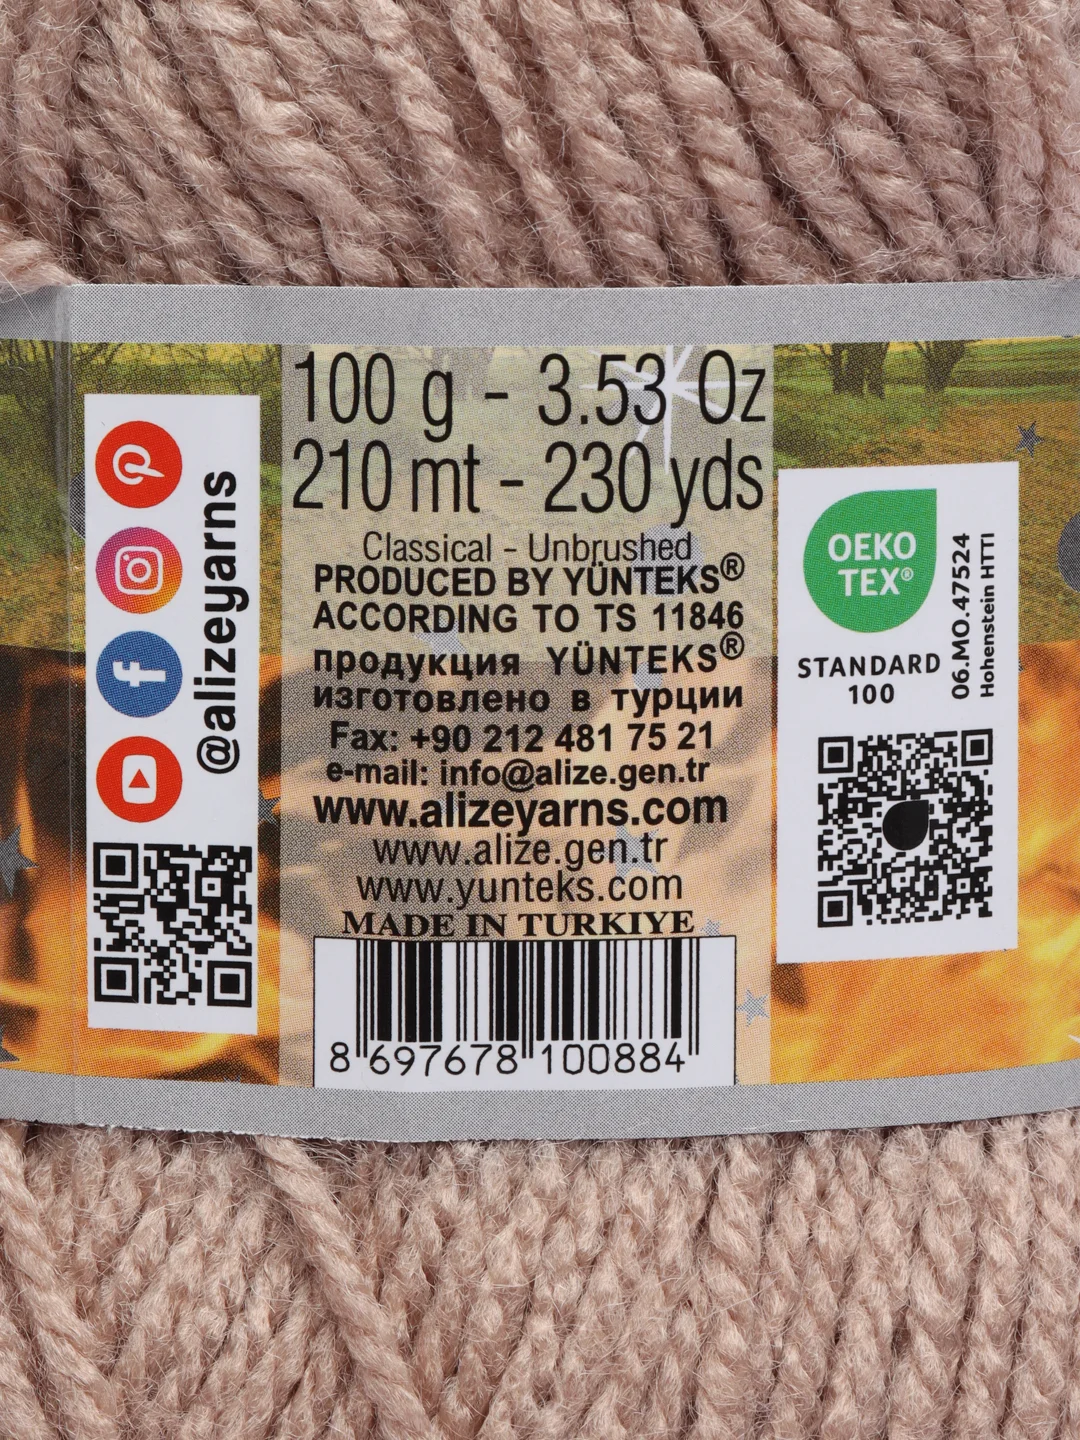 @alizeyarns
100 g - 3.53 Oz
210 mt - 230 yds
Classical - Unbrushed
PRODUCED BY YÜNTEKS®
ACCORDING TO TS 11846
продукция YÜNTEKS®
изготовлено в турции
Fax: +90 212 481 75 21
e-mail: info@alize.gen.tr
www.alizeyarns.com
www.alize.gen.tr
www.yunteks.com
MADE IN TURKIYE
8 697678 100884
OEKO
TEX®
STANDARD
100
06.MO.47524
Hohenstein HTTI